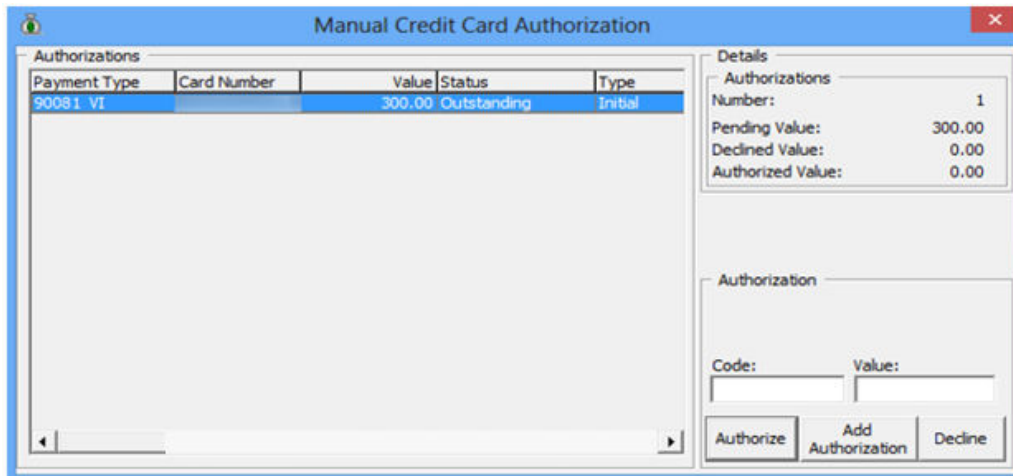 Manual Credit Card Authorization
Authorizations
Payment Type Card Number Value Status Type
90081 VI 300.00 Outstanding Initial
Details
Authorizations
Number: 1
Pending Value: 300.00
Declined Value: 0.00
Authorized Value: 0.00
Authorization
Code: Value:
Authorize Add Authorization Decline